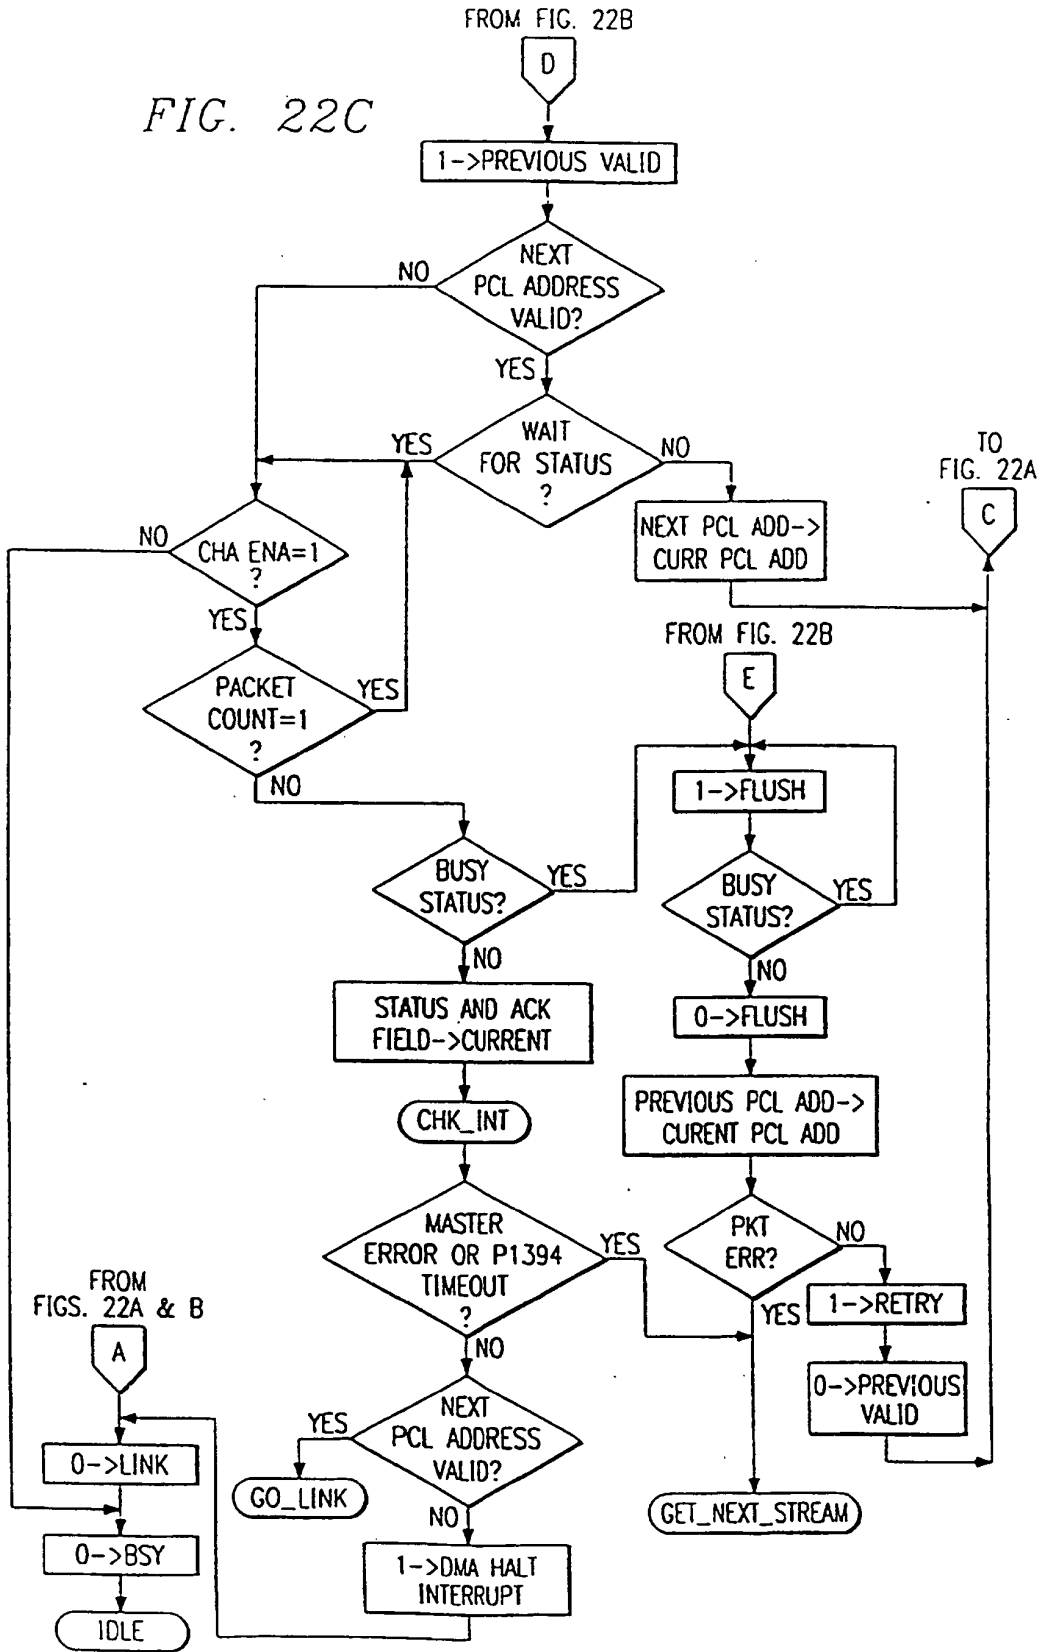 FROM FIG. 22B
D
FIG. 22C
1->PREVIOUS VALID
NEXT
PCL ADDRESS
VALID?
NO
YES
WAIT
FOR STATUS
?
YES
NO
NEXT PCL ADD->
CURR PCL ADD
TO
FIG. 22A
C
CHA ENA=1
?
NO
YES
PACKET
COUNT=1
?
YES
NO
FROM FIG. 22B
E
1->FLUSH
BUSY
STATUS?
YES
NO
BUSY
STATUS?
YES
NO
STATUS AND ACK
FIELD->CURRENT
0->FLUSH
CHK_INT
PREVIOUS PCL ADD->
CURENT PCL ADD
MASTER
ERROR OR P1394
TIMEOUT
?
YES
NO
PKT
ERR?
NO
YES
1->RETRY
0->PREVIOUS
VALID
FROM
FIGS. 22A & B
A
0->LINK
0->BSY
IDLE
NEXT
PCL ADDRESS
VALID?
YES
NO
GO_LINK
GET_NEXT_STREAM
1->DMA HALT
INTERRUPT